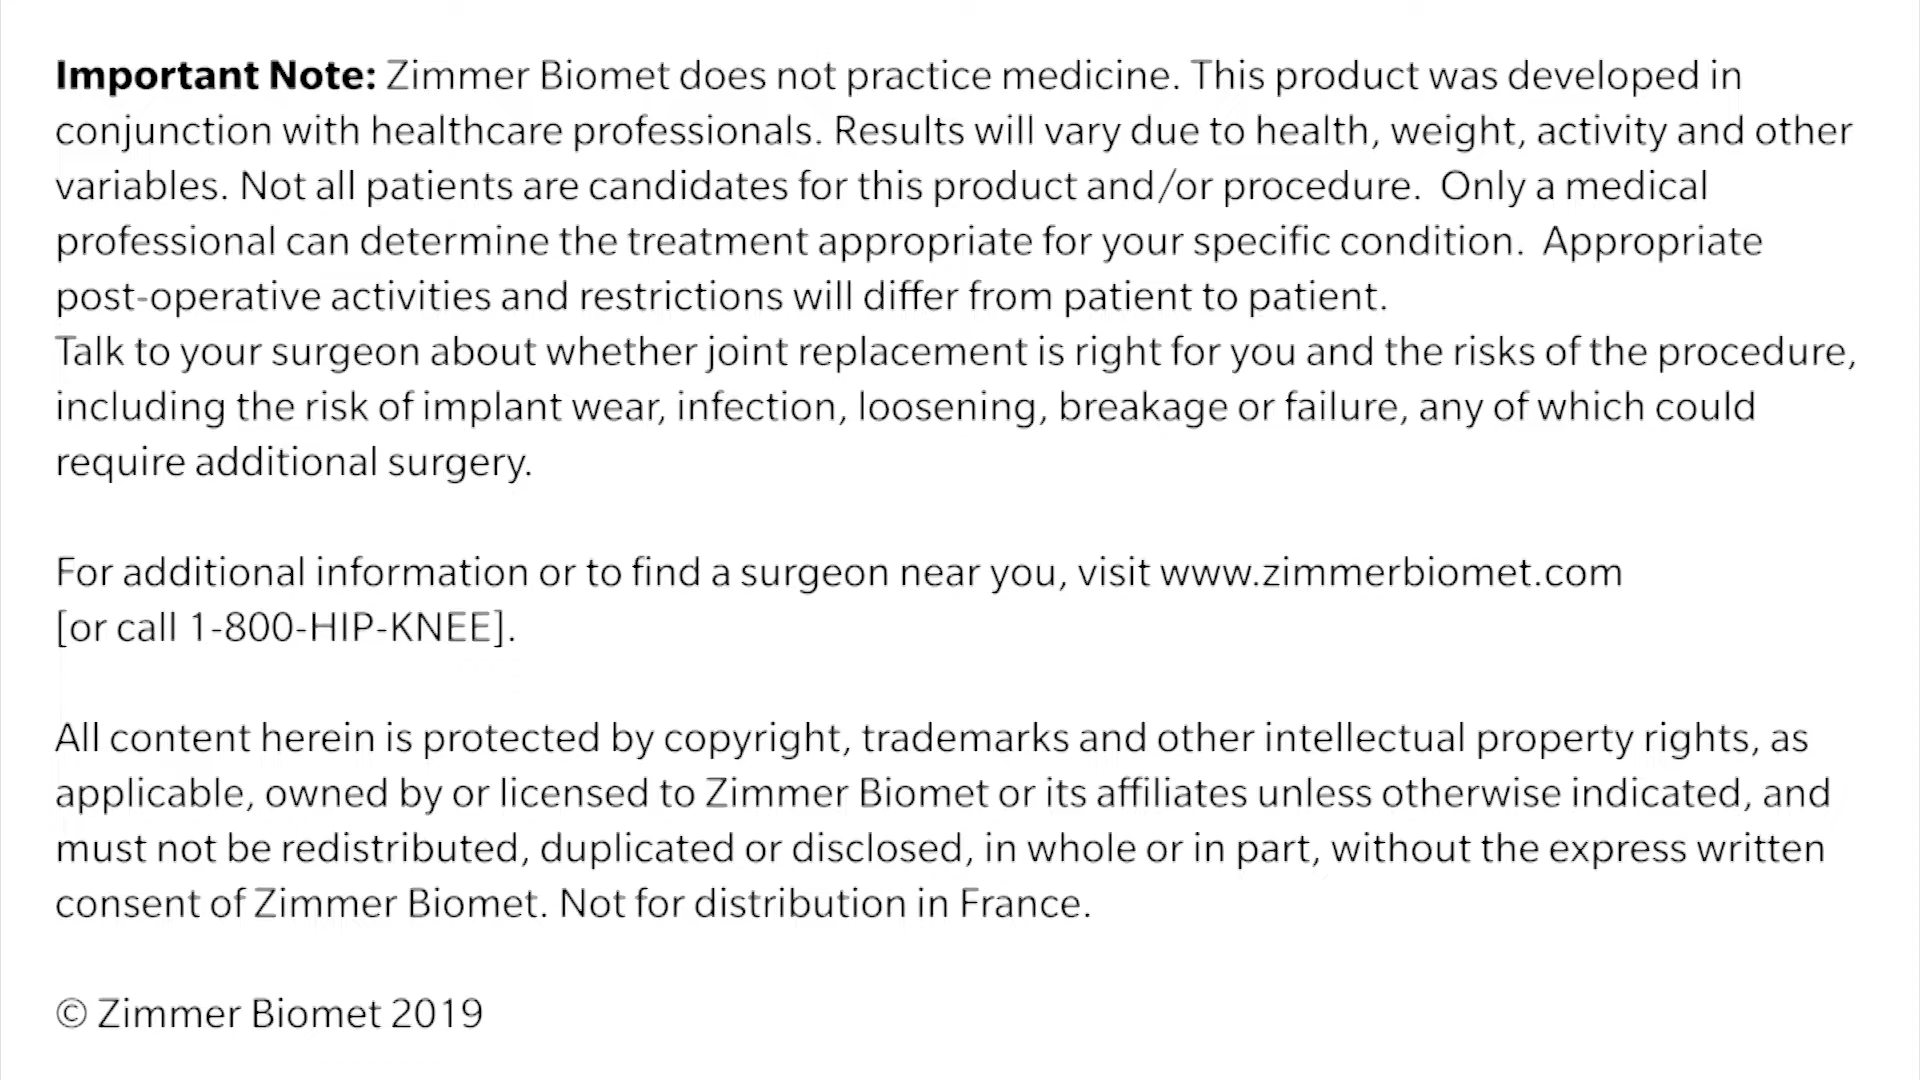 Important Note: Zimmer Biomet does not practice medicine. This product was developed in
conjunction with healthcare professionals. Results will vary due to health, weight, activity and other
variables. Not all patients are candidates for this product and/or procedure.  Only a medical
professional can determine the treatment appropriate for your specific condition.  Appropriate
post-operative activities and restrictions will differ from patient to patient.
Talk to your surgeon about whether joint replacement is right for you and the risks of the procedure,
including the risk of implant wear, infection, loosening, breakage or failure, any of which could
require additional surgery.
For additional information or to find a surgeon near you, visit www.zimmerbiomet.com
[or call 1-800-HIP-KNEE].
All content herein is protected by copyright, trademarks and other intellectual property rights, as
applicable, owned by or licensed to Zimmer Biomet or its affiliates unless otherwise indicated, and
must not be redistributed, duplicated or disclosed, in whole or in part, without the express written
consent of Zimmer Biomet. Not for distribution in France.
© Zimmer Biomet 2019